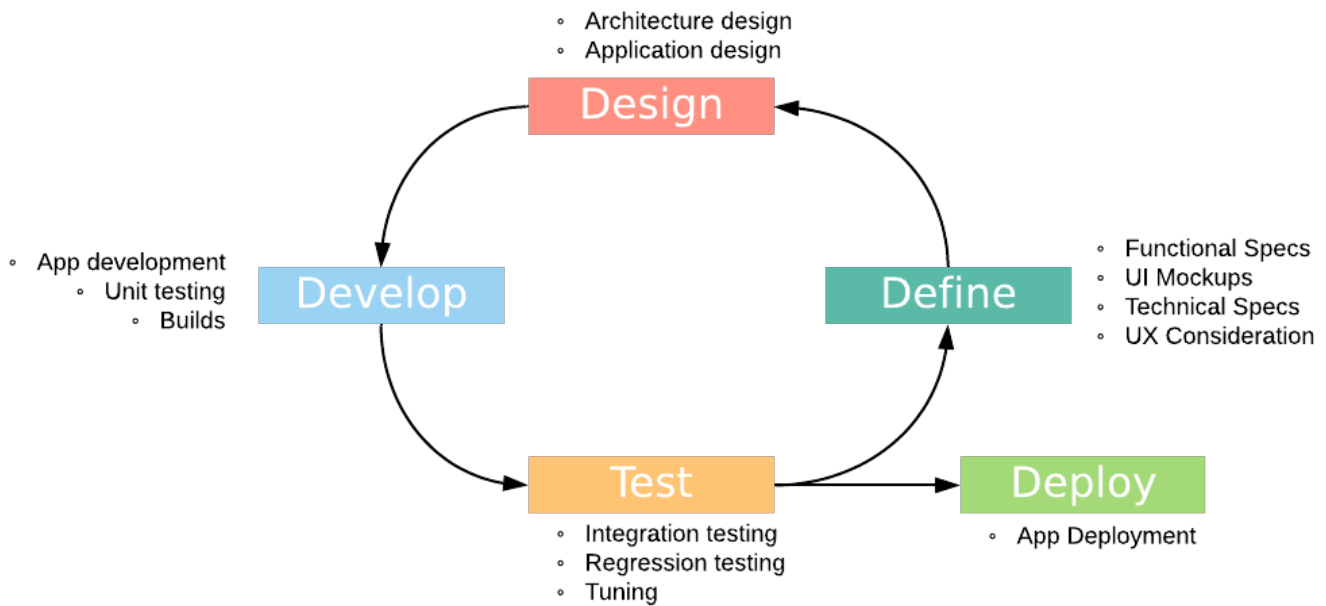 ◦ Architecture design
◦ Application design
Design
◦ App development
◦ Unit testing
◦ Builds
Develop
Define
◦ Functional Specs
◦ UI Mockups
◦ Technical Specs
◦ UX Consideration
Test
◦ Integration testing
◦ Regression testing
◦ Tuning
Deploy
◦ App Deployment